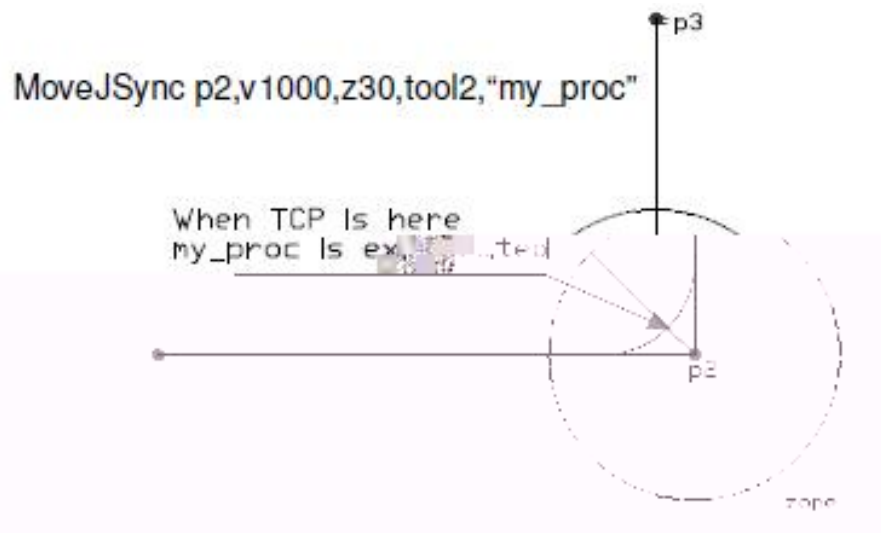 p3
MoveJSync p2,v1000,z30,tool2,“my_proc”
When TCP Is here
my_proc Is
p2
zone